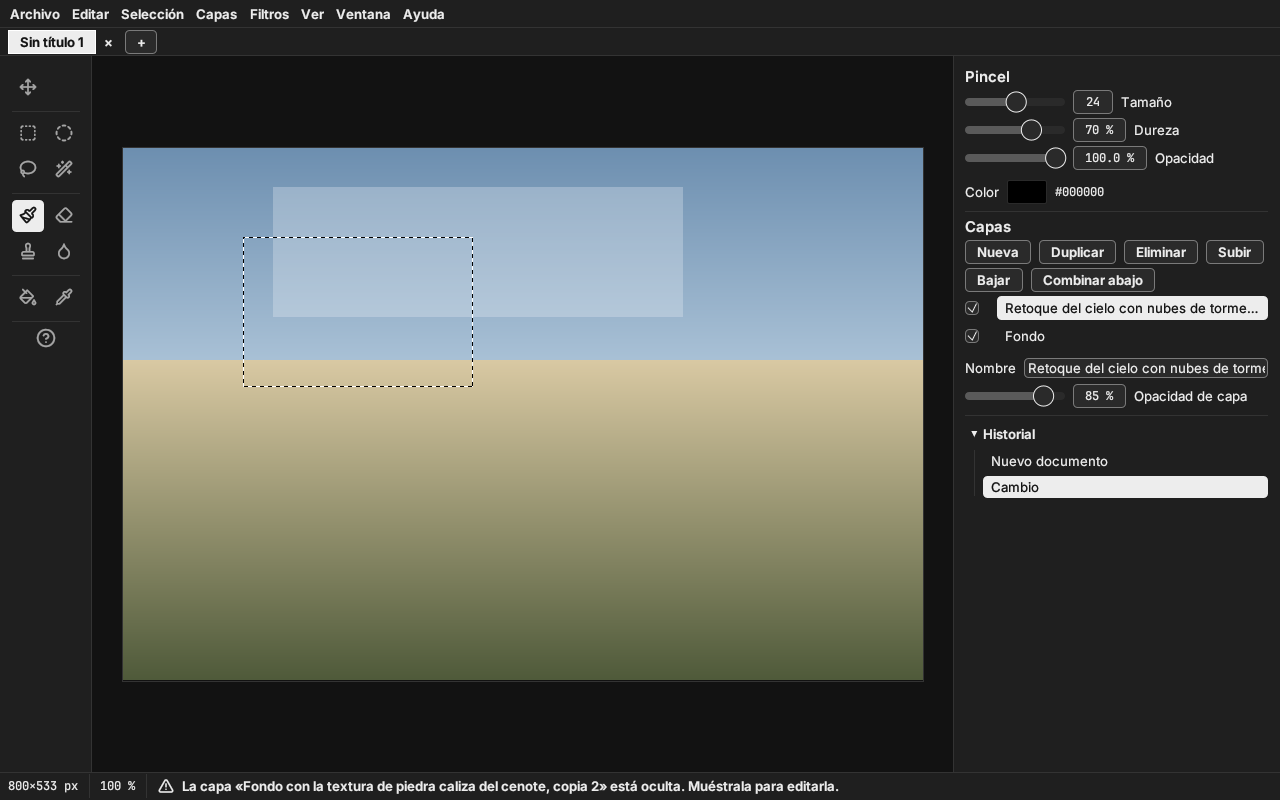 Archivo Editar Selección Capas Filtros Ver Ventana Ayuda
Sin título 1 × +
Pincel
24 Tamaño
70 % Dureza
100.0 % Opacidad
Color #000000
Capas
Nueva Duplicar Eliminar Subir
Bajar Combinar abajo
Retoque del cielo con nubes de torme...
Fondo
Nombre Retoque del cielo con nubes de torme
85 % Opacidad de capa
Historial
Nuevo documento
Cambio
800×533 px 100 % La capa «Fondo con la textura de piedra caliza del cenote, copia 2» está oculta. Muéstrala para editarla.